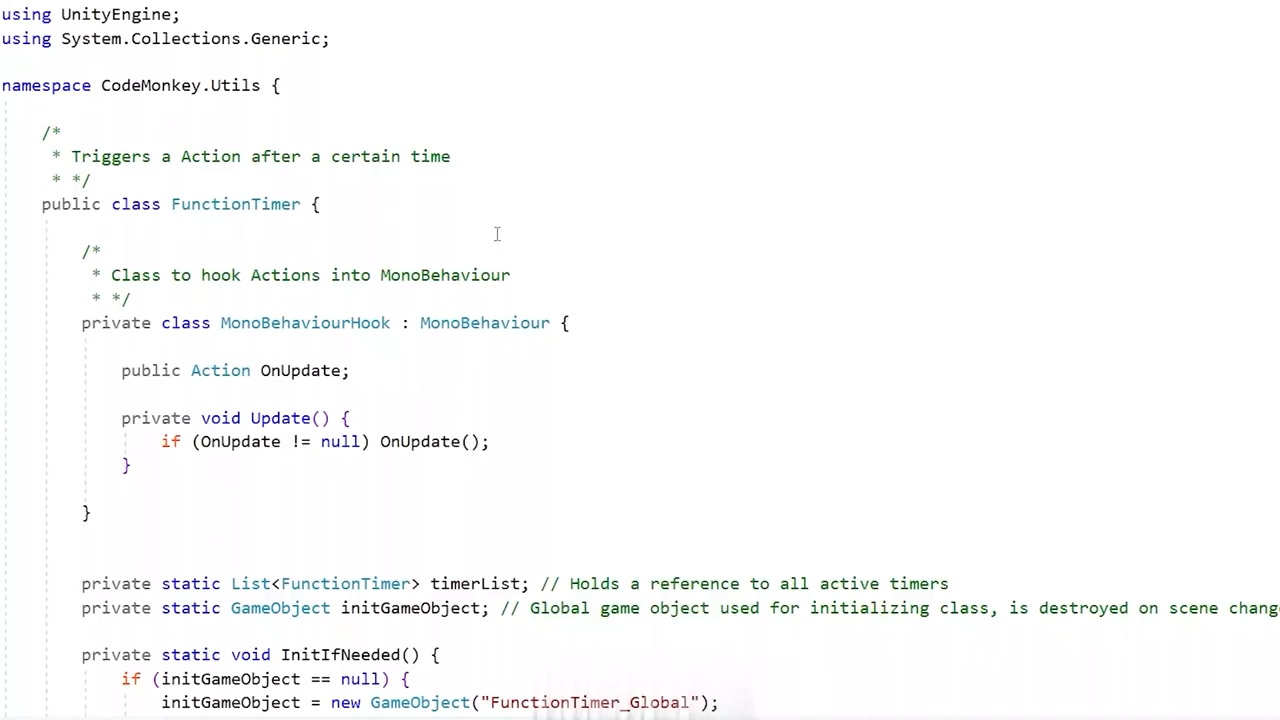 using UnityEngine;
using System.Collections.Generic;
namespace CodeMonkey.Utils {
/*
* Triggers a Action after a certain time
* */
public class FunctionTimer {
/*
* Class to hook Actions into MonoBehaviour
* */
private class MonoBehaviourHook : MonoBehaviour {
public Action OnUpdate;
private void Update() {
if (OnUpdate != null) OnUpdate();
}
}
private static List<FunctionTimer> timerList; // Holds a reference to all active timers
private static GameObject initGameObject; // Global game object used for initializing class, is destroyed on scene chang
private static void InitIfNeeded() {
if (initGameObject == null) {
initGameObject = new GameObject("FunctionTimer_Global");